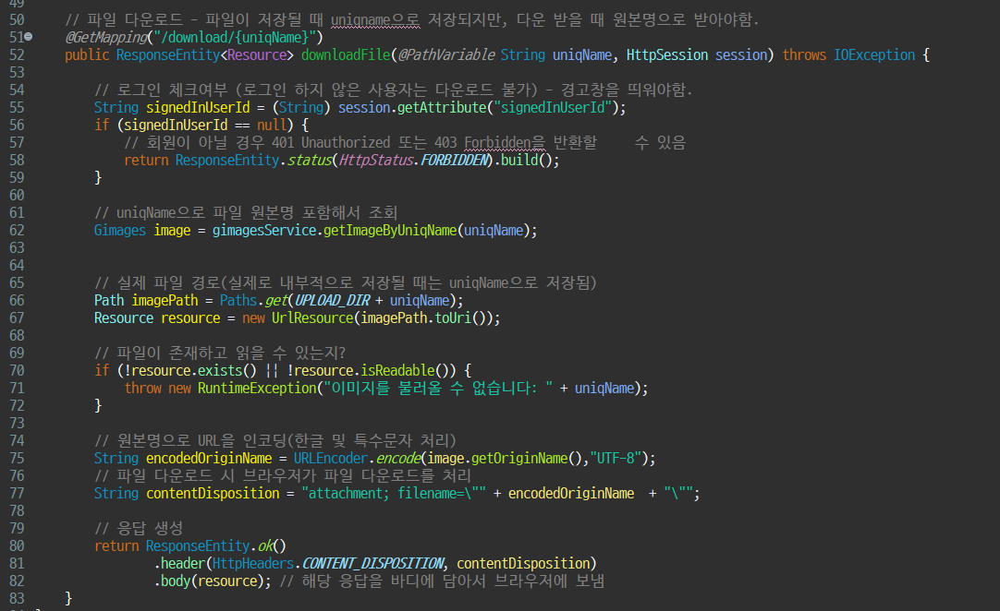 49
50 // 파일 다운로드 - 파일이 저장될 때 uniqname으로 저장되지만, 다운 받을 때 원본명으로 받아야함.
51 @GetMapping("/download/{uniqName}")
52 public ResponseEntity<Resource> downloadFile(@PathVariable String uniqName, HttpSession session) throws IOException {
53
54 // 로그인 체크여부 (로그인 하지 않은 사용자는 다운로드 불가) - 경고창을 띄워야함.
55 String signedInUserId = (String) session.getAttribute("signedInUserId");
56 if (signedInUserId == null) {
57 // 회원이 아닐 경우 401 Unauthorized 또는 403 Forbidden을 반환할 수 있음
58 return ResponseEntity.status(HttpStatus.FORBIDDEN).build();
59 }
60
61 // uniqName으로 파일 원본명 포함해서 조회
62 Gimages image = gimagesService.getImageByUniqName(uniqName);
63
64
65 // 실제 파일 경로(실제로 내부적으로 저장될 때는 uniqName으로 저장됨)
66 Path imagePath = Paths.get(UPLOAD_DIR + uniqName);
67 Resource resource = new UrlResource(imagePath.toUri());
68
69 // 파일이 존재하고 읽을 수 있는지?
70 if (!resource.exists() || !resource.isReadable()) {
71 throw new RuntimeException("이미지를 불러올 수 없습니다: " + uniqName);
72 }
73
74 // 원본명으로 URL을 인코딩(한글 및 특수문자 처리)
75 String encodedOriginName = URLEncoder.encode(image.getOriginName(),"UTF-8");
76 // 파일 다운로드 시 브라우저가 파일 다운로드를 처리
77 String contentDisposition = "attachment; filename=\"" + encodedOriginName + "\"";
78
79 // 응답 생성
80 return ResponseEntity.ok()
81 .header(HttpHeaders.CONTENT_DISPOSITION, contentDisposition)
82 .body(resource); // 해당 응답을 바디에 담아서 브라우저에 보냄
83 }